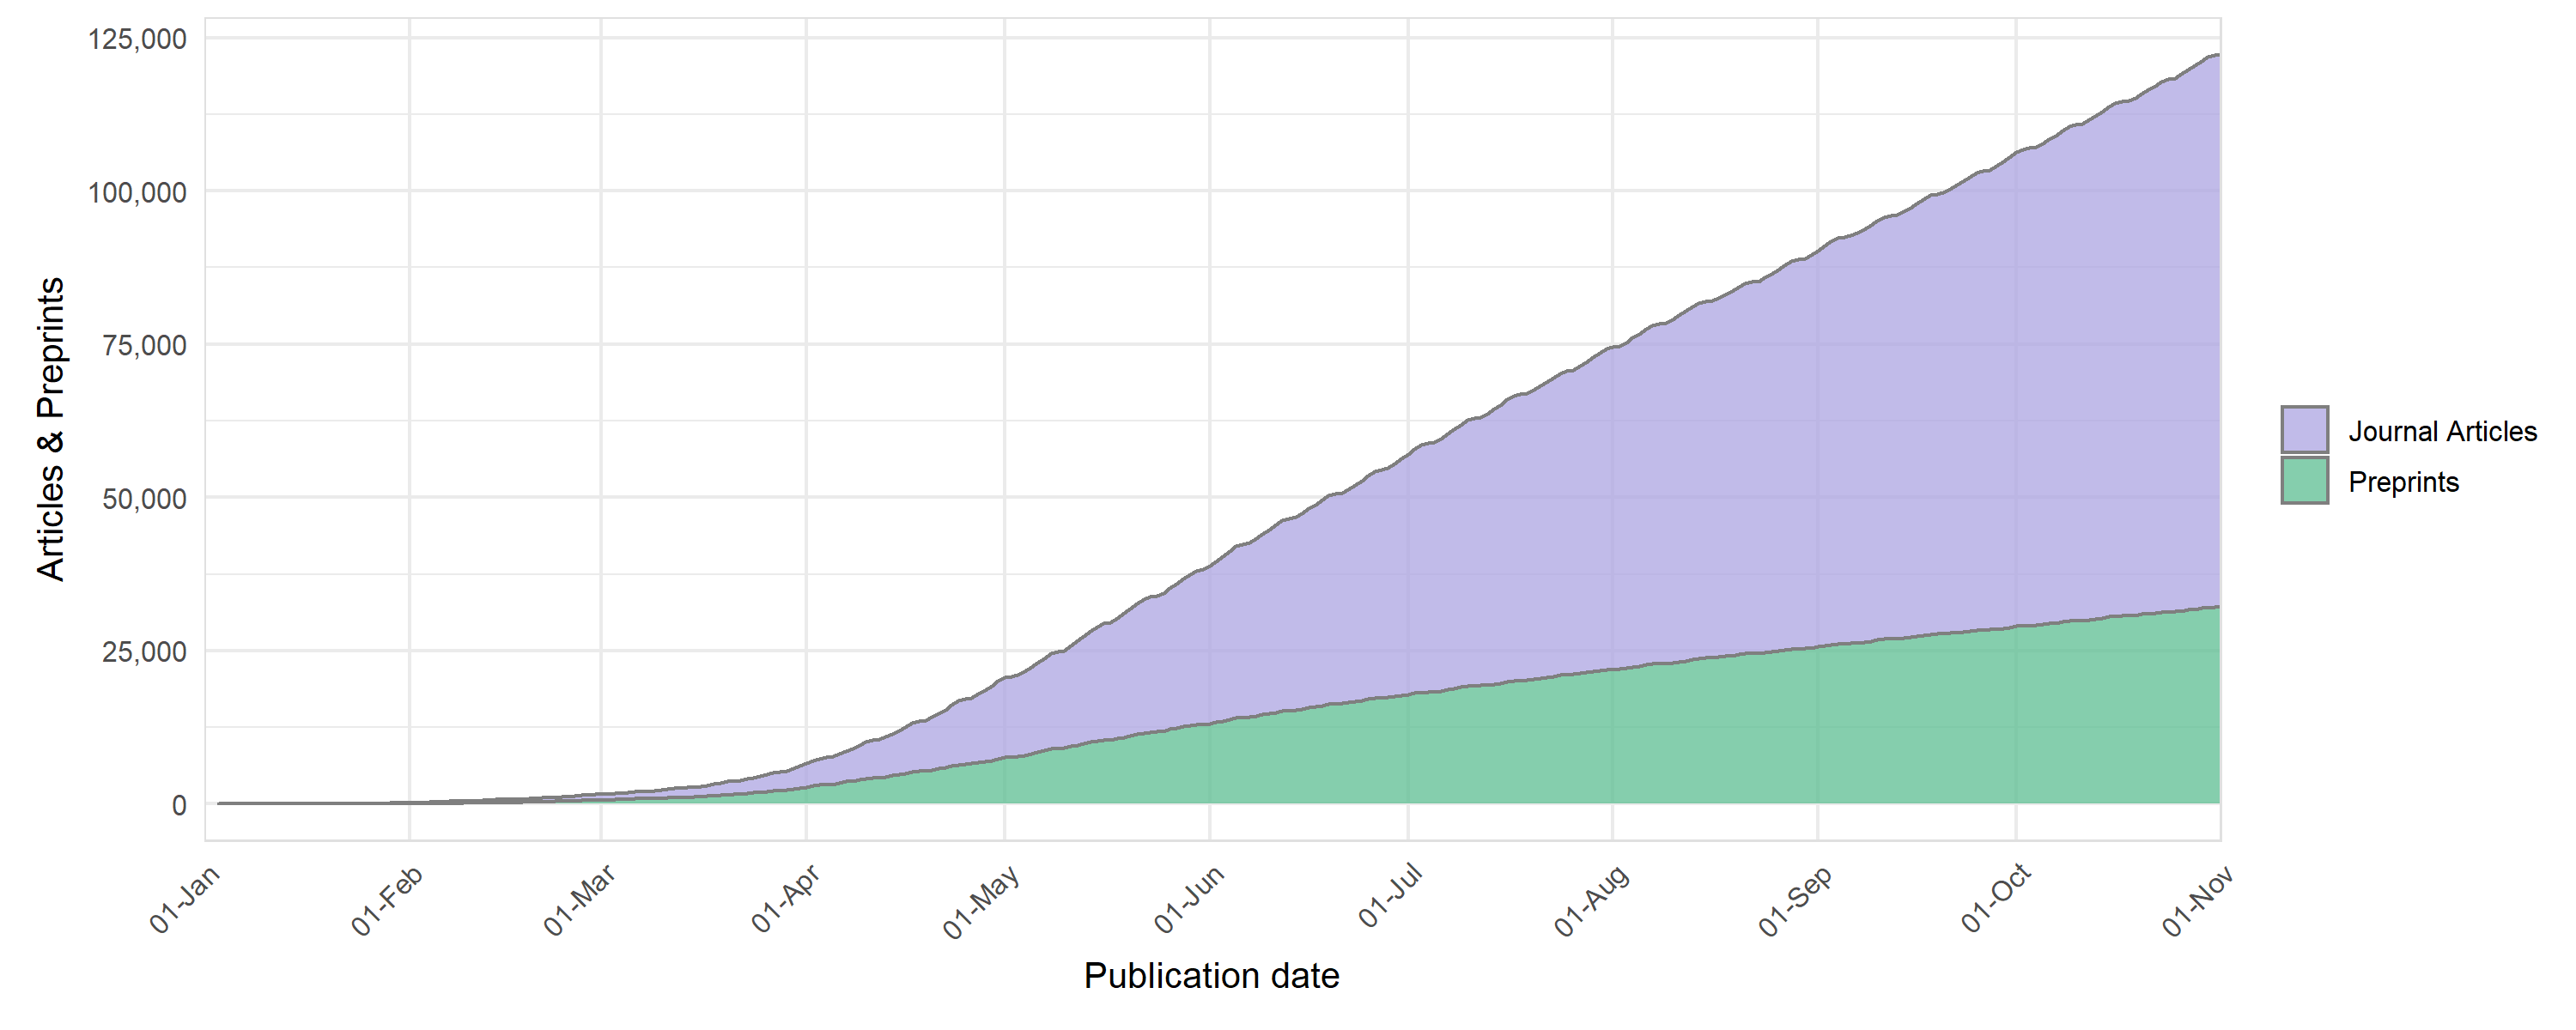 125,000
100,000
75,000
50,000
25,000
0
Articles & Preprints
01-Jan
01-Feb
01-Mar
01-Apr
01-May
01-Jun
01-Jul
01-Aug
01-Sep
01-Oct
01-Nov
Publication date
Journal Articles
Preprints